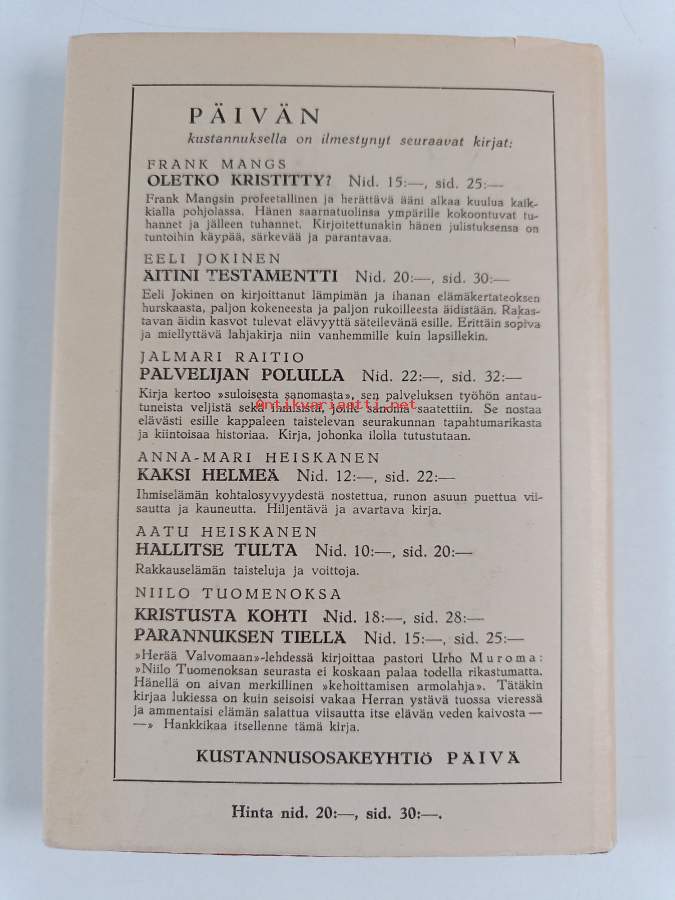 PÄIVÄN
kustannuksella on ilmestynyt seuraavat kirjat:
FRANK MANGS
OLETKO KRISTITTY? Nid. 15:—, sid. 25:—
Frank Mangsin profeetallinen ja herättävä ääni alkaa kuulua kaik-
kialla pohjolassa. Hänen saarnatuolinsa ympärille kokoontuvat tu-
hannet ja jälleen tuhannet. Kirjoitettunakin hänen julistuksensa on
tuntoihin käypää, särkevää ja parantavaa.
EELI JOKINEN
ÄITINI TESTAMENTTI Nid. 20:—, sid. 30:—
Eeli Jokinen on kirjoittanut lämpimän ja ihanan elämäkertateoksen
hurskaasta, paljon kokeneesta ja paljon rukoilleesta äidistään. Rakas-
tavan äidin kasvot tulevat elävyyttä säteilevänä esille. Erittäin sopiva
ja miellyttävä lahjakirja niin vanhemmille kuin lapsillekin.
JALMARI RAITIO
PALVELIJAN POLULLA Nid. 22:—, sid. 32:—
Kirja kertoo »suloisesta sanomasta», sen palveluksen työhön antau-
Antikvariaatti.net
tuneista veljistä sekä ihmisistä, joille sanoma saatettiin. Se nostaa
elävästi esille kappaleen taistelevan seurakunnan tapahtumarikasta
ja kiintoisaa historiaa. Kirja, johonka ilolla tutustutaan.
ANNA-MARI HEISKANEN
KAKSI HELMEÄ Nid. 12:—, sid. 22:—
Ihmiselämän kohtalosyvyydestä nostettua, runon asuun puettua vii-
sautta ja kauneutta. Hiljentävä ja avartava kirja.
AATU HEISKANEN
HALLITSE TULTA Nid. 10:—, sid. 20:—
Rakkauselämän taisteluja ja voittoja.
NIILO TUOMENOKSA
KRISTUSTA KOHTI Nid. 18:—, sid. 28:—
PARANNUKSEN TIELLÄ Nid. 15:—, sid. 25:—
»Herää Valvomaan»-lehdessä kirjoittaa pastori Urho Muroma:
»Niilo Tuomenoksan seurasta ei koskaan palaa todella rikastumatta.
Hänellä on aivan merkillinen »kehoittamisen armolahja». Tätäkin
kirjaa lukiessa on kuin seisoisi vakaa Herran ystävä tuossa vieressä
ja ammentaisi elämän salattua viisautta itse elävän veden kaivosta —
—» Hankkikaa itsellenne tämä kirja.
KUSTANNUSOSAKEYHTIÖ PÄIVÄ
Hinta nid. 20:—, sid. 30:—.